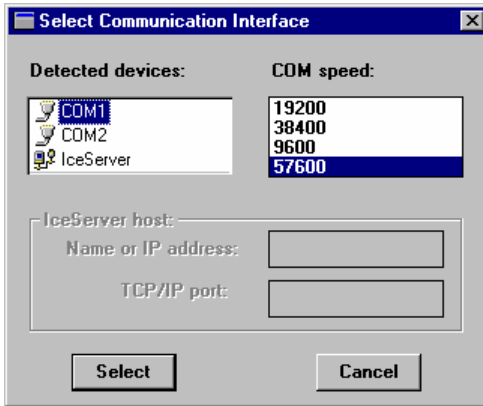 Select Communication Interface
Detected devices:
COM speed:
COM1
COM2
IceServer
19200
38400
9600
57600
IceServer host:
Name or IP address:
TCP/IP port:
Select
Cancel